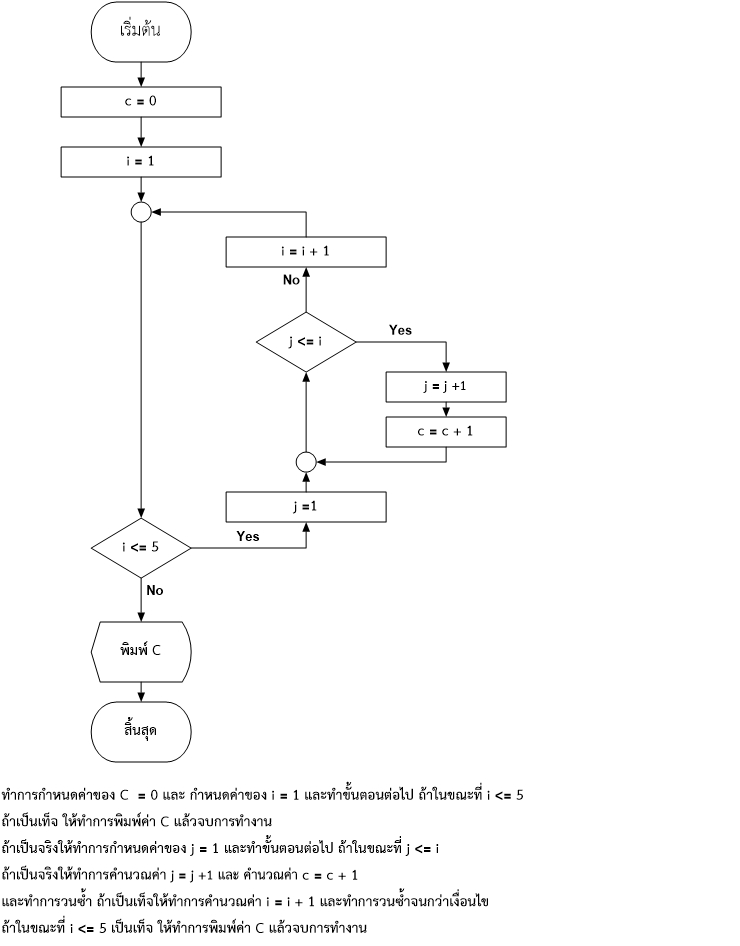 เริ่มต้น
c = 0
i = 1
i = i + 1
No
j <= i
Yes
j = j +1
c = c + 1
j =1
Yes
i <= 5
No
พิมพ์ C
สิ้นสุด
ทำการกำหนดค่าของ C  = 0 และ กำหนดค่าของ i = 1 และทำขั้นตอนต่อไป ถ้าในขณะที่ i <= 5
ถ้าเป็นเท็จ ให้ทำการพิมพ์ค่า C แล้วจบการทำงาน
ถ้าเป็นจริงให้ทำการกำหนดค่าของ j = 1 และทำขั้นตอนต่อไป ถ้าในขณะที่ j <= i
ถ้าเป็นจริงให้ทำการคำนวณค่า j = j +1 และ คำนวณค่า c = c + 1
และทำการวนซ้ำ ถ้าเป็นเท็จให้ทำการคำนวณค่า i = i + 1 และทำการวนซ้ำจนกว่าเงื่อนไข
ถ้าในขณะที่ i <= 5 เป็นเท็จ ให้ทำการพิมพ์ค่า C แล้วจบการทำงาน